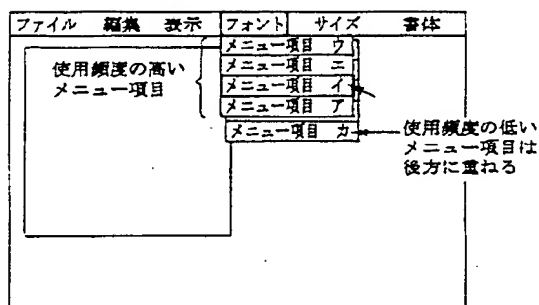 ファイル 編集 表示 フォント サイズ 書体
メニュー項目 ウ
メニュー項目 エ
メニュー項目 イ
メニュー項目 ア
メニュー項目 カ
使用頻度の高い
メニュー項目
使用頻度の低い
メニュー項目は
後方に重ねる